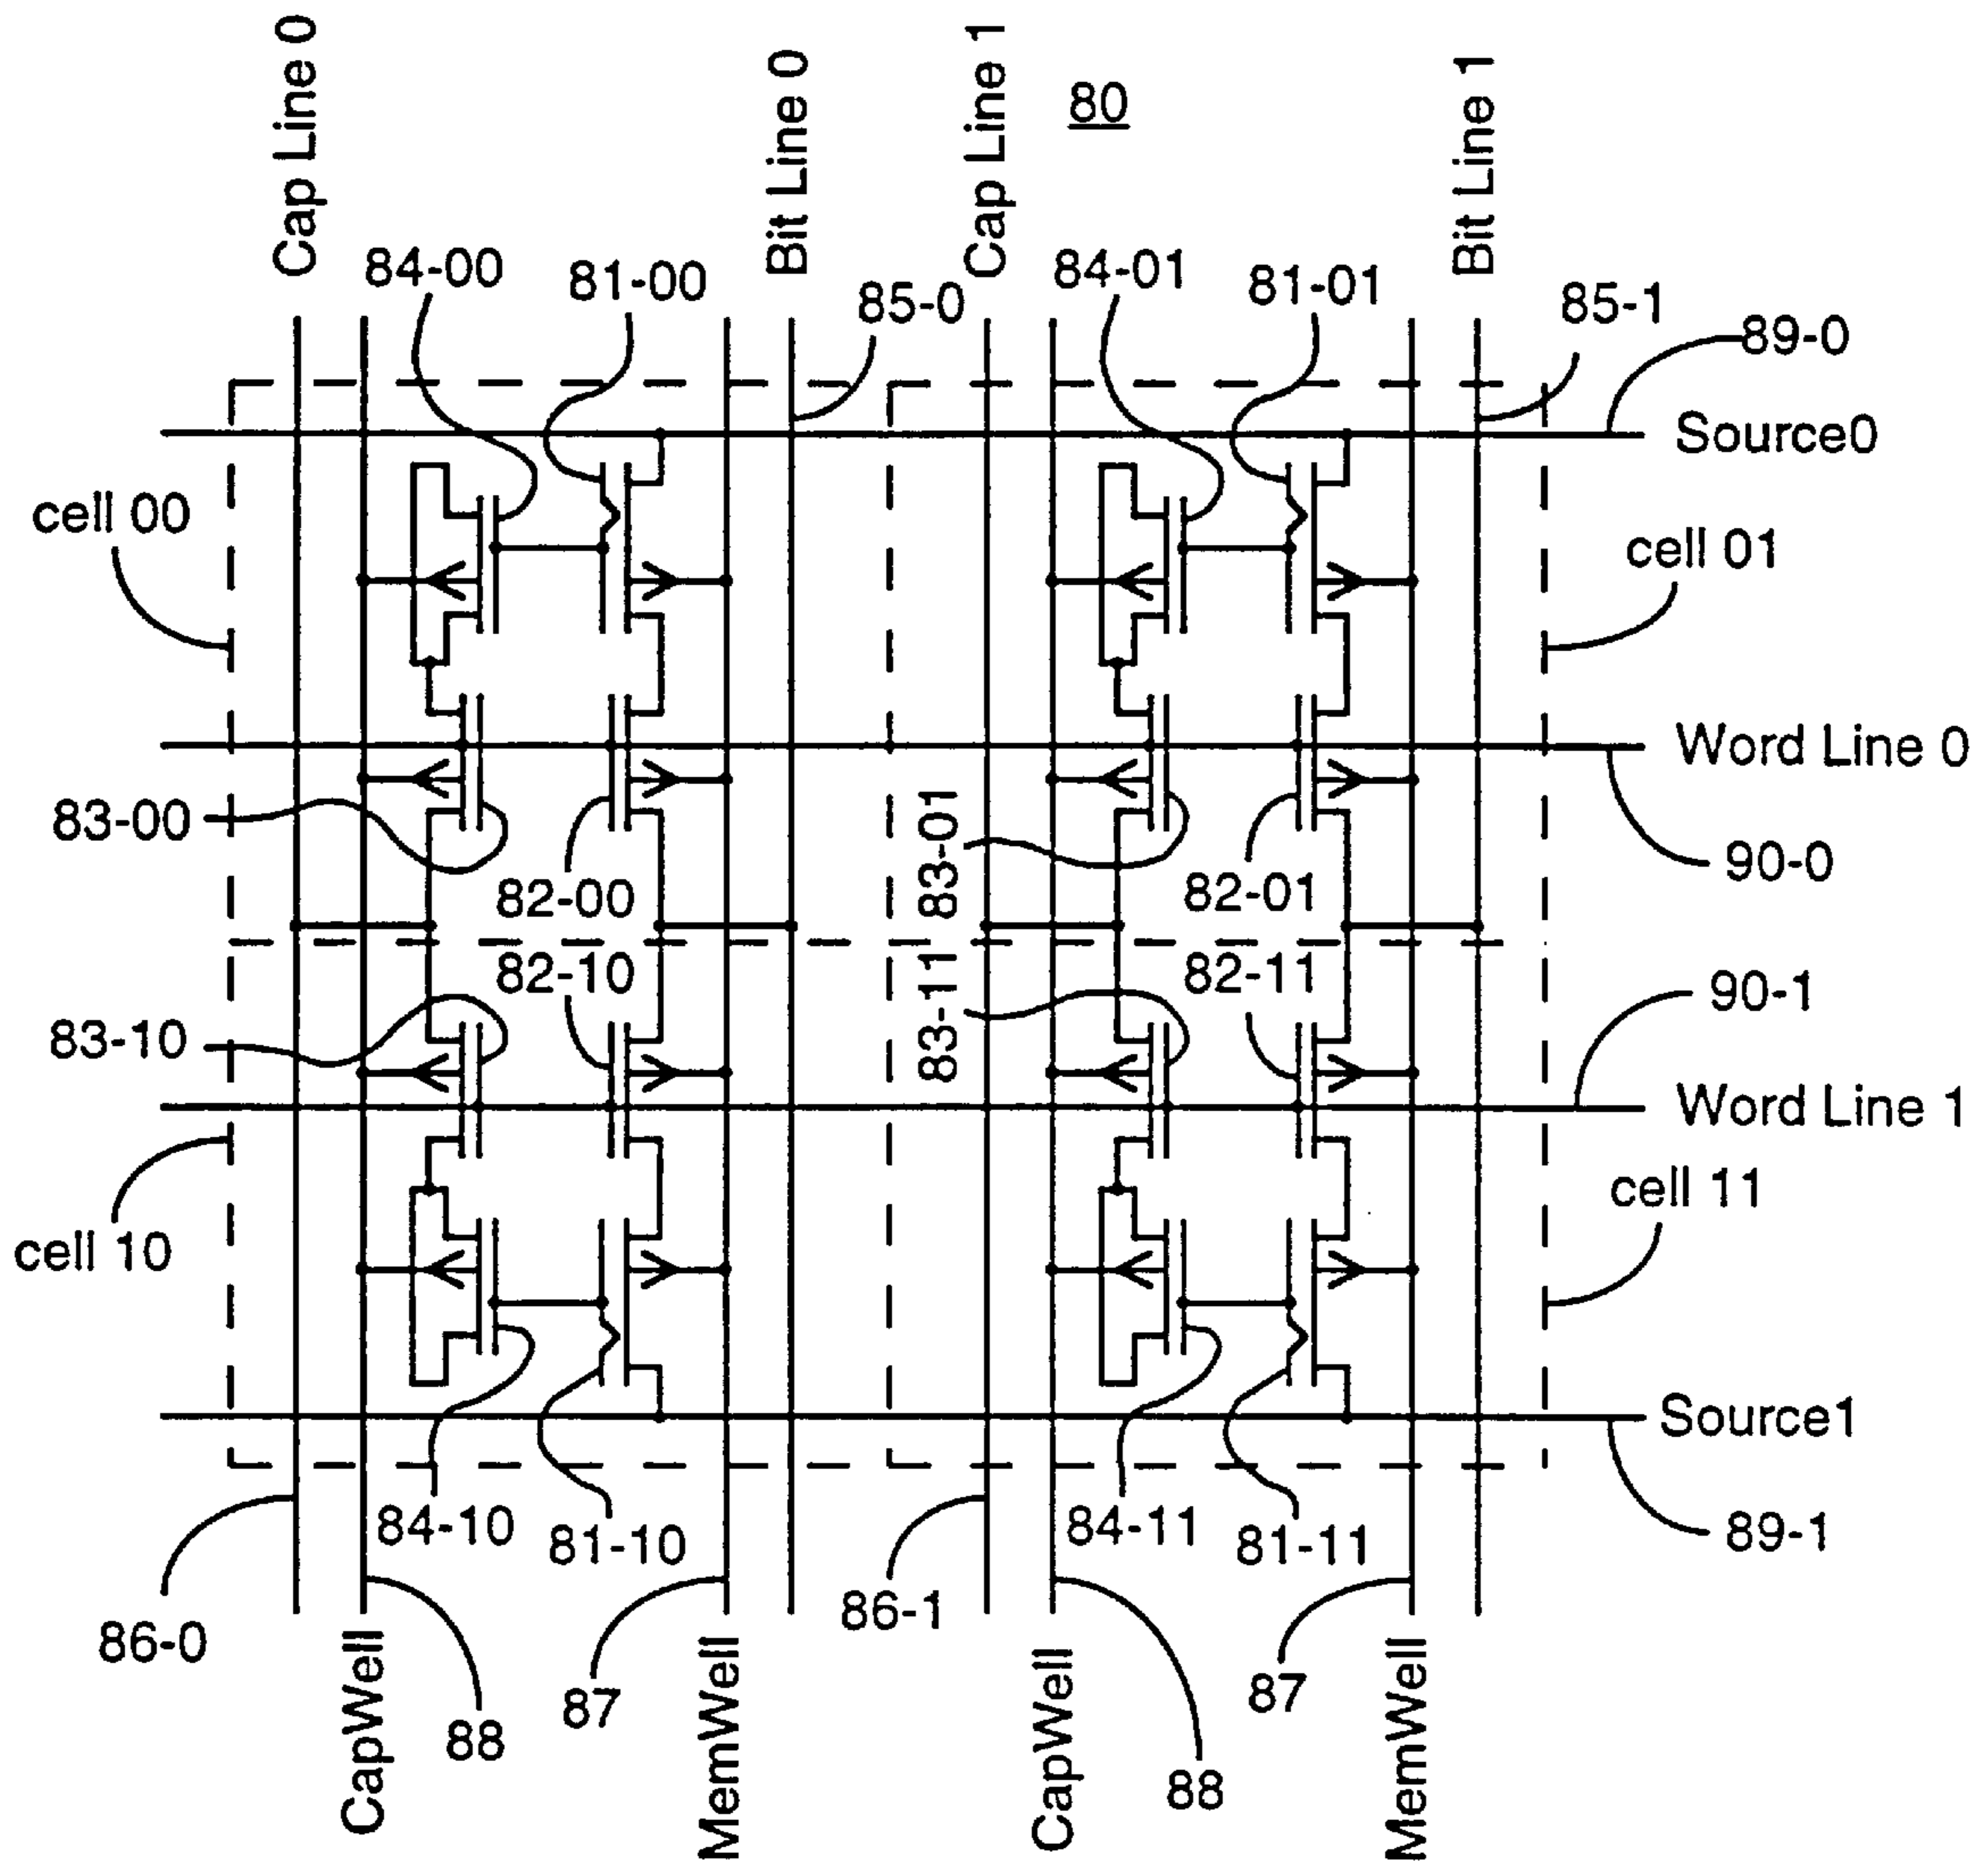 Cap Line 0
Bit Line 0
Cap Line 1
80
Bit Line 1
84-00
81-00
85-0
84-01
81-01
85-1
89-0
Source0
cell 00
cell 01
Word Line 0
83-00
82-00
83-01
82-01
90-0
82-10
83-11
82-11
90-1
83-10
Word Line 1
cell 10
cell 11
Source1
84-10
81-10
84-11
81-11
89-1
86-0
86-1
CapWell
88
87
MemWell
CapWell
88
87
MemWell